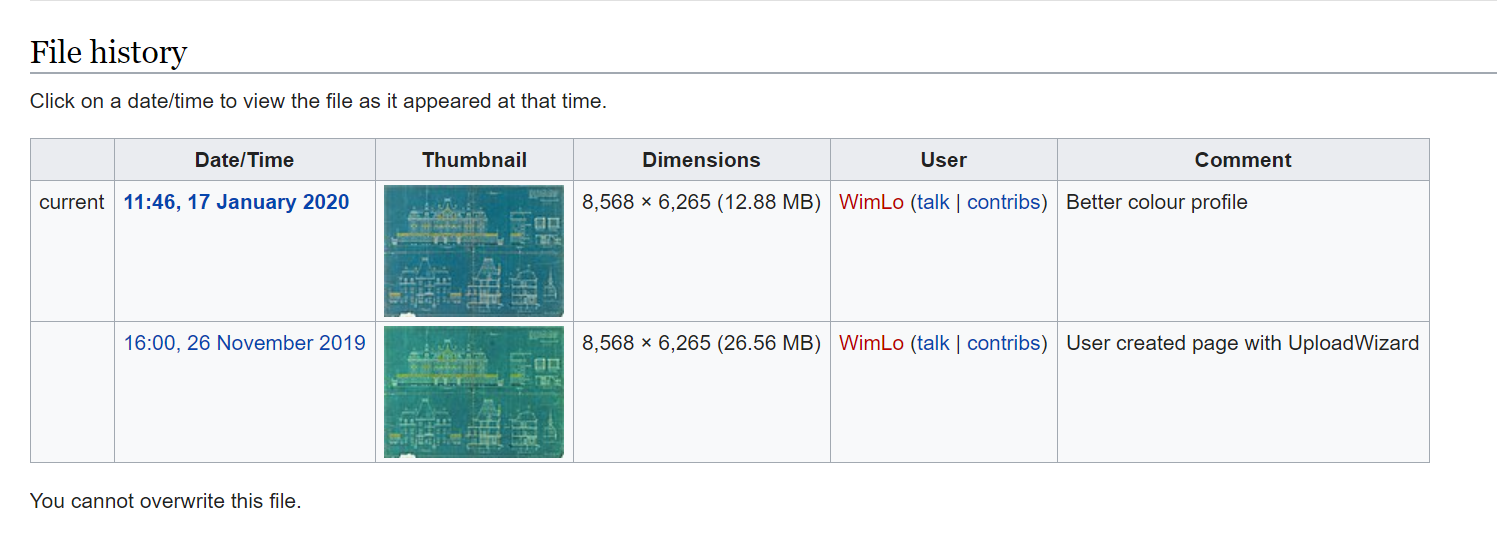 File history
Click on a date/time to view the file as it appeared at that time.
Date/Time Thumbnail Dimensions User Comment
current 11:46, 17 January 2020 8,568 × 6,265 (12.88 MB) WimLo (talk | contribs) Better colour profile
16:00, 26 November 2019 8,568 × 6,265 (26.56 MB) WimLo (talk | contribs) User created page with UploadWizard
You cannot overwrite this file.